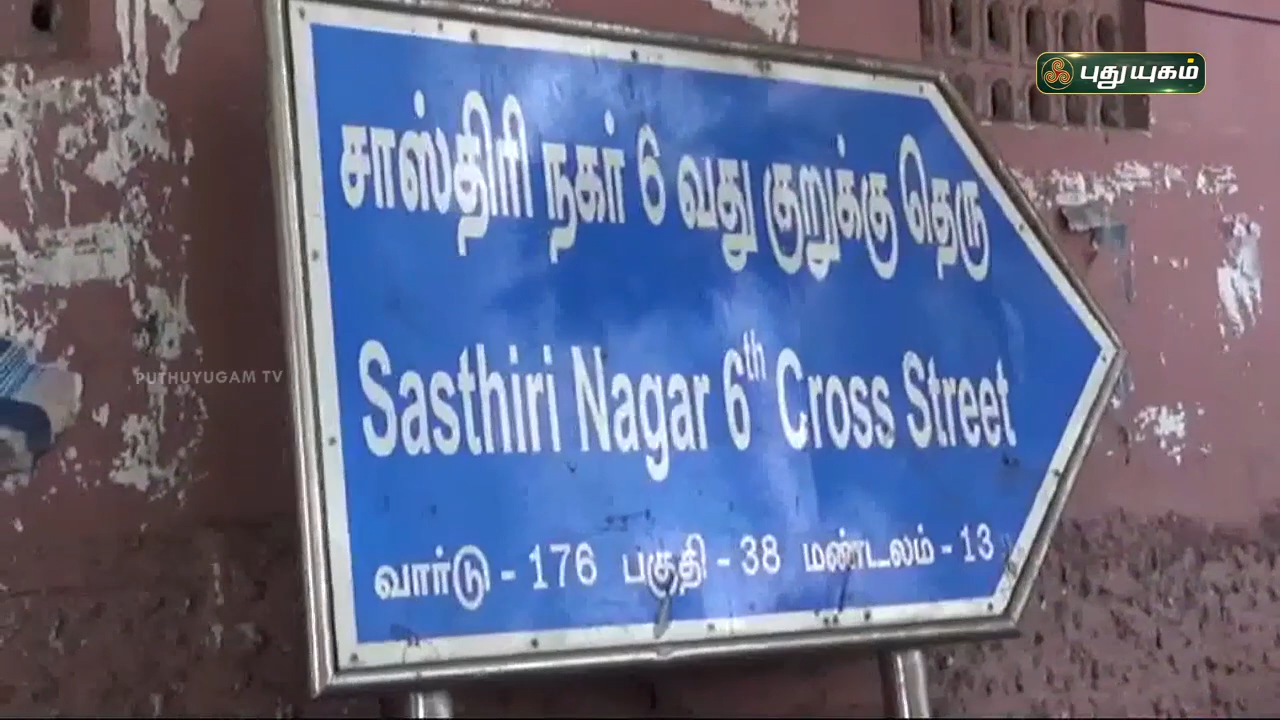 புதுயுகம்
சாஸ்திரி நகர் 6 வது குறுக்கு தெரு
PUTHUYUGAM TV
Sasthiri Nagar 6th Cross Street
வார்டு - 176 பகுதி - 38 மண்டலம் - 13